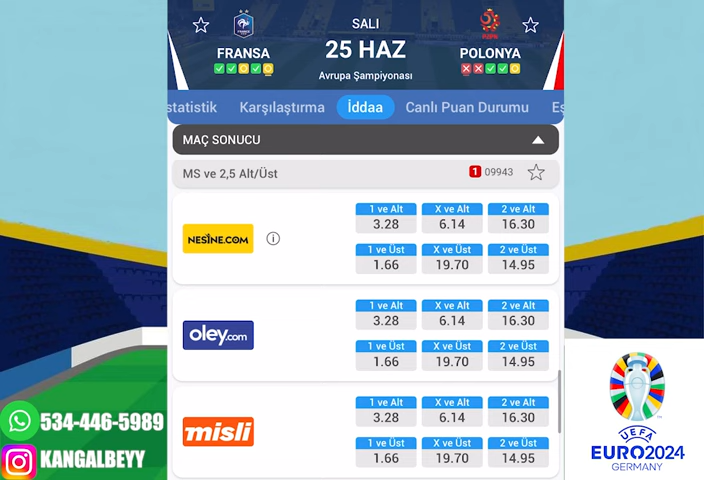 SALI
FRANSA
25 HAZ
POLONYA
Avrupa Şampiyonası
statistik Karşılaştırma İddaa Canlı Puan Durumu Eş
MAÇ SONUCU
MS ve 2,5 Alt/Üst 1 09943
1 ve Alt X ve Alt 2 ve Alt
3.28 6.14 16.30
NESİNE.COM
1 ve Üst X ve Üst 2 ve Üst
1.66 19.70 14.95
1 ve Alt X ve Alt 2 ve Alt
3.28 6.14 16.30
oley.com
1 ve Üst X ve Üst 2 ve Üst
1.66 19.70 14.95
1 ve Alt X ve Alt 2 ve Alt
3.28 6.14 16.30
misli
1 ve Üst X ve Üst 2 ve Üst
1.66 19.70 14.95
534-446-5989
KANGALBEYY
UEFA
EURO2024
GERMANY